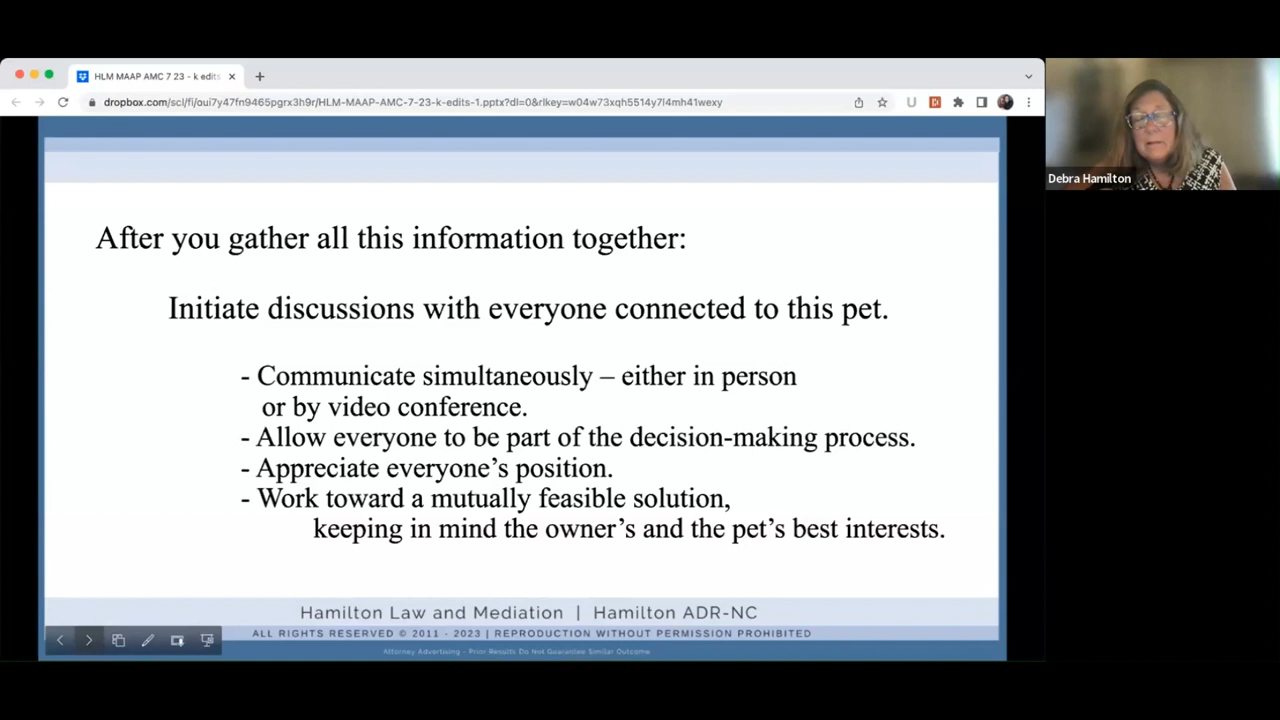 HLM MAAP AMC 7 23 - k edits
dropbox.com/scl/fi/oui7y47fn9465pgrx3h9r/HLM-MAAP-AMC-7-23-k-edits-1.pptx?dl=0&rlkey=w04w73xqh5514y7l4mh41wexy
Debra Hamilton
After you gather all this information together:
Initiate discussions with everyone connected to this pet.
- Communicate simultaneously – either in person
or by video conference.
- Allow everyone to be part of the decision-making process.
- Appreciate everyone’s position.
- Work toward a mutually feasible solution,
keeping in mind the owner’s and the pet’s best interests.
Hamilton Law and Mediation | Hamilton ADR-NC
ALL RIGHTS RESERVED © 2011 - 2023 | REPRODUCTION WITHOUT PERMISSION PROHIBITED
Attorney Advertising - Prior Results Do Not Guarantee Similar Outcome